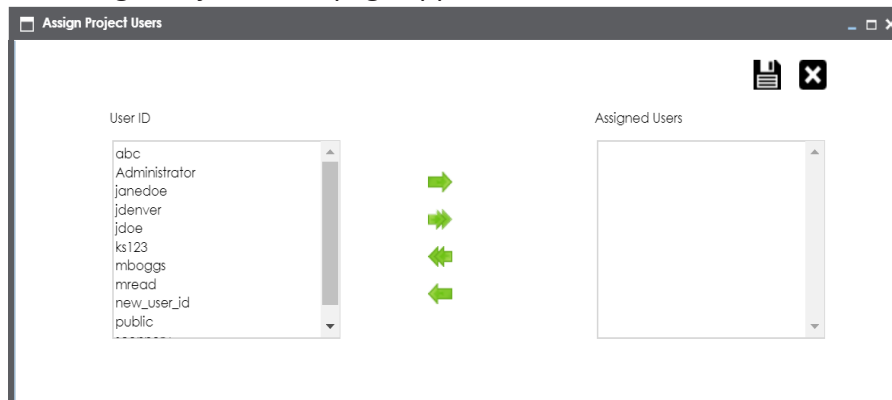 Assign Project Users
User ID
Assigned Users
abc
Administrator
janedoe
jdenver
jdoe
ks123
mboggs
mread
new_user_id
public